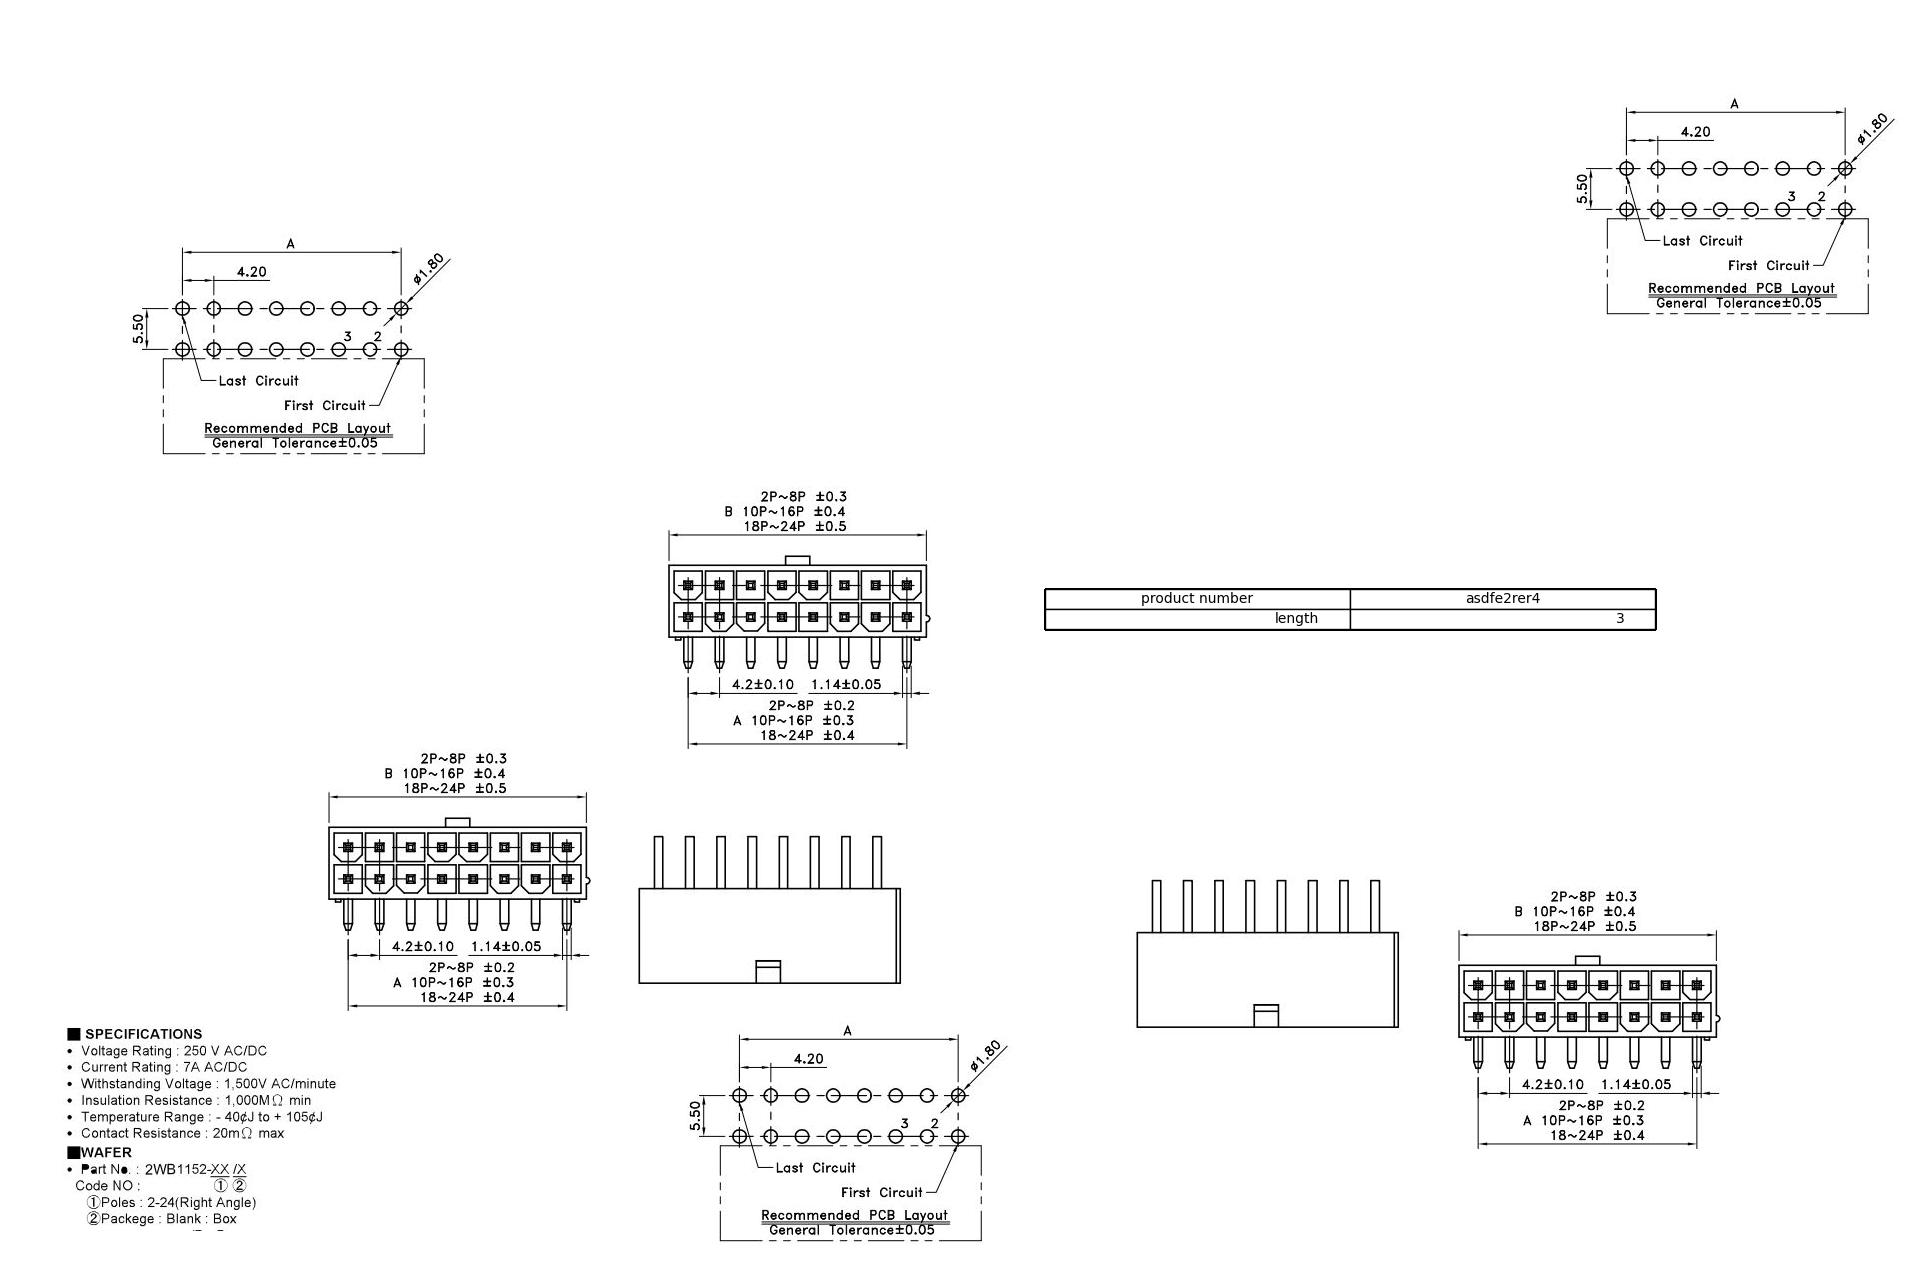 A
4.20
ø1.80
5.50
3 2
Last Circuit
First Circuit
Recommended PCB Layout
General Tolerance±0.05
A
4.20
ø1.80
5.50
3 2
Last Circuit
First Circuit
Recommended PCB Layout
General Tolerance±0.05
2P~8P ±0.3
B 10P~16P ±0.4
18P~24P ±0.5
4.2±0.10 1.14±0.05
2P~8P ±0.2
A 10P~16P ±0.3
18~24P ±0.4
product number asdfe2rer4
length 3
2P~8P ±0.3
B 10P~16P ±0.4
18P~24P ±0.5
4.2±0.10 1.14±0.05
2P~8P ±0.2
A 10P~16P ±0.3
18~24P ±0.4
2P~8P ±0.3
B 10P~16P ±0.4
18P~24P ±0.5
4.2±0.10 1.14±0.05
2P~8P ±0.2
A 10P~16P ±0.3
18~24P ±0.4
■ SPECIFICATIONS
• Voltage Rating : 250 V AC/DC
• Current Rating : 7A AC/DC
• Withstanding Voltage : 1,500V AC/minute
• Insulation Resistance : 1,000MΩ min
• Temperature Range : - 40¢J to + 105¢J
• Contact Resistance : 20mΩ max
■WAFER
• Part No. : 2WB1152-XX /X
Code NO : ① ②
①Poles : 2-24(Right Angle)
②Packege : Blank : Box
A
4.20
ø1.80
5.50
3 2
Last Circuit
First Circuit
Recommended PCB Layout
General Tolerance±0.05